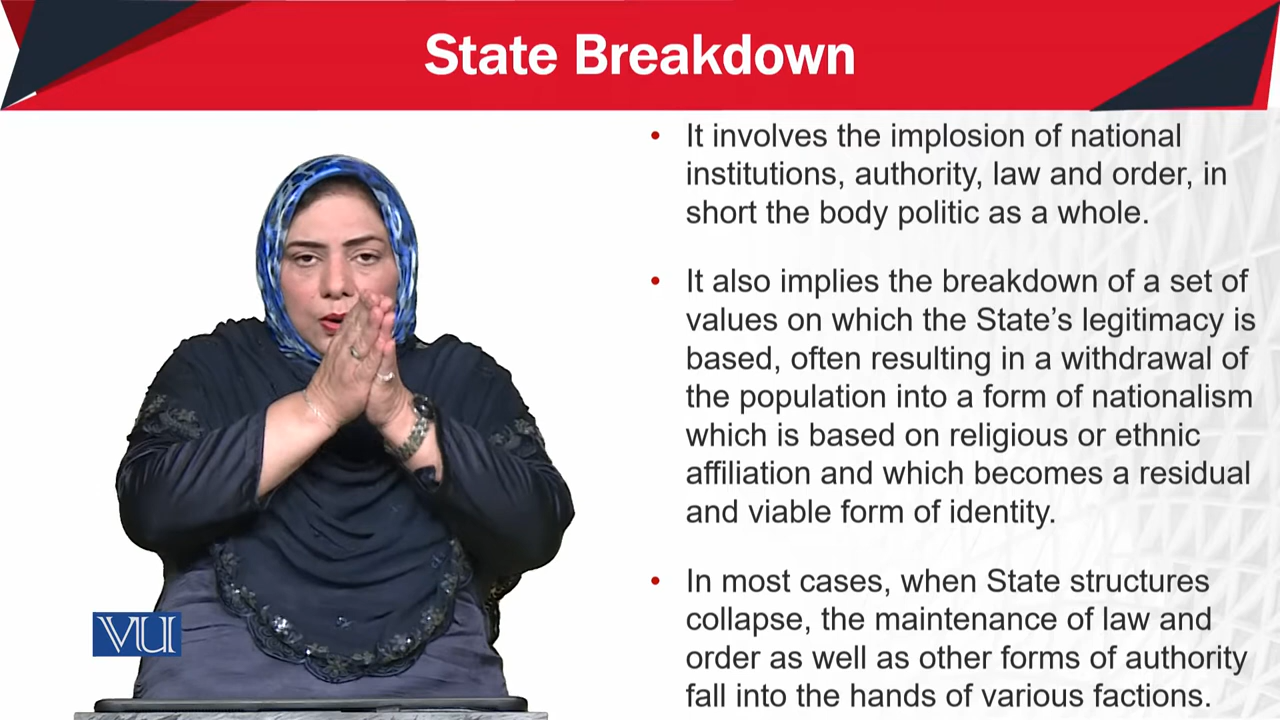 State Breakdown
• It involves the implosion of national
institutions, authority, law and order, in
short the body politic as a whole.
• It also implies the breakdown of a set of
values on which the State’s legitimacy is
based, often resulting in a withdrawal of
the population into a form of nationalism
which is based on religious or ethnic
affiliation and which becomes a residual
and viable form of identity.
• In most cases, when State structures
collapse, the maintenance of law and
order as well as other forms of authority
fall into the hands of various factions.
VU